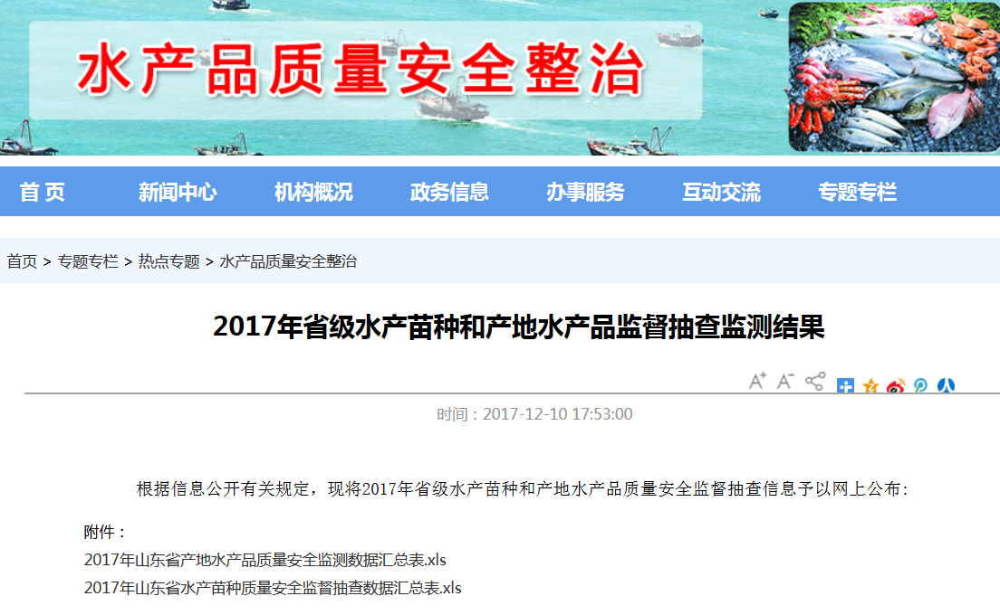 水产品质量安全整治
首 页 新闻中心 机构概况 政务信息 办事服务 互动交流 专题专栏
首页 > 专题专栏 > 热点专题 > 水产品质量安全整治
2017年省级水产苗种和产地水产品监督抽查监测结果
A+ A-
时间：2017-12-10 17:53:00
根据信息公开有关规定，现将2017年省级水产苗种和产地水产品质量安全监督抽查信息予以网上公布：
附件：
2017年山东省产地水产品质量安全监测数据汇总表.xls
2017年山东省水产苗种质量安全监督抽查数据汇总表.xls